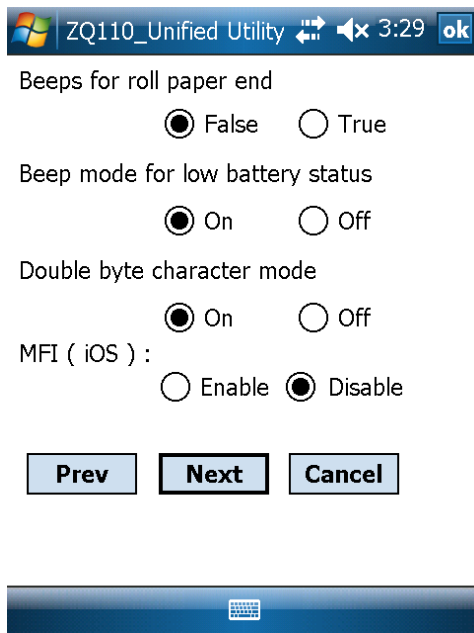 ZQ110_Unified Utility 3:29 ok
Beeps for roll paper end
False True
Beep mode for low battery status
On Off
Double byte character mode
On Off
MFI ( iOS ) :
Enable Disable
Prev Next Cancel